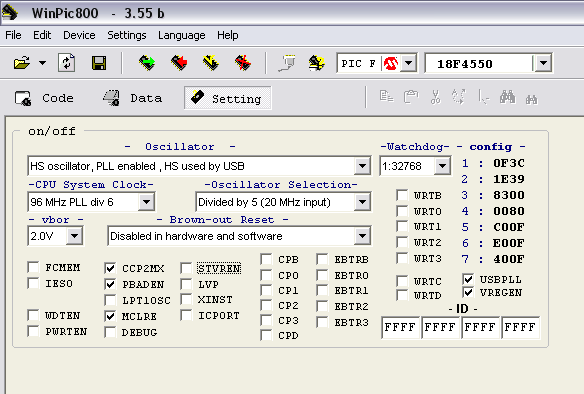 WinPic800 - 3.55 b
File Edit Device Settings Language Help
PIC F 18F4550
Code Data Setting
on/off
- Oscillator - -Watchdog- - config -
HS oscillator, PLL enabled , HS used by USB 1:32768 1 : 0F3C
-CPU System Clock- -Oscillator Selection- 2 : 1E39
96 MHz PLL div 6 Divided by 5 (20 MHz input) WRTB 3 : 8300
- vbor - - Brown-out Reset - WRT0 4 : 0080
2.0V Disabled in hardware and software WRT1 5 : C00F
WRT2 6 : E00F
FCMEM CCP2MX STVREN CPB EBTRB WRT3 7 : 400F
IESO PBADEN LVP CP0 EBTR0 WRTC USBPLL
LPT1OSC XINST CP1 EBTR1 WRTD VREGEN
WDTEN MCLRE ICPORT CP2 EBTR2 - ID -
PWRTEN DEBUG CP3 EBTR3 FFFF FFFF FFFF FFFF
CPD